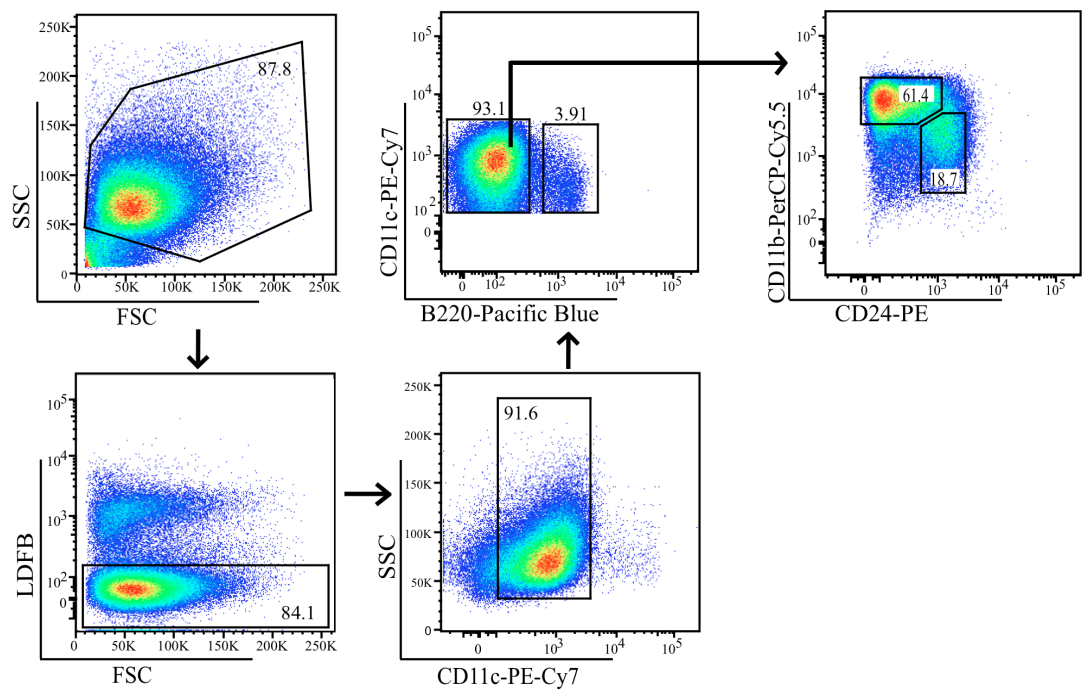 250K
200K
150K
100K
50K
0
87.8
0 50K 100K 150K 200K 250K
SSC
FSC
10^5
10^4
10^3
10^2
0
93.1
3.91
0 10^2 10^3 10^4 10^5
CD11c-PE-Cy7
B220-Pacific Blue
10^5
10^4
10^3
10^2
0
61.4
18.7
0 10^3 10^4 10^5
CD11b-PerCP-Cy5.5
CD24-PE
10^5
10^4
10^3
10^2
0
84.1
0 50K 100K 150K 200K 250K
LDFB
FSC
250K
200K
150K
100K
50K
0
91.6
0 10^3 10^4 10^5
SSC
CD11c-PE-Cy7